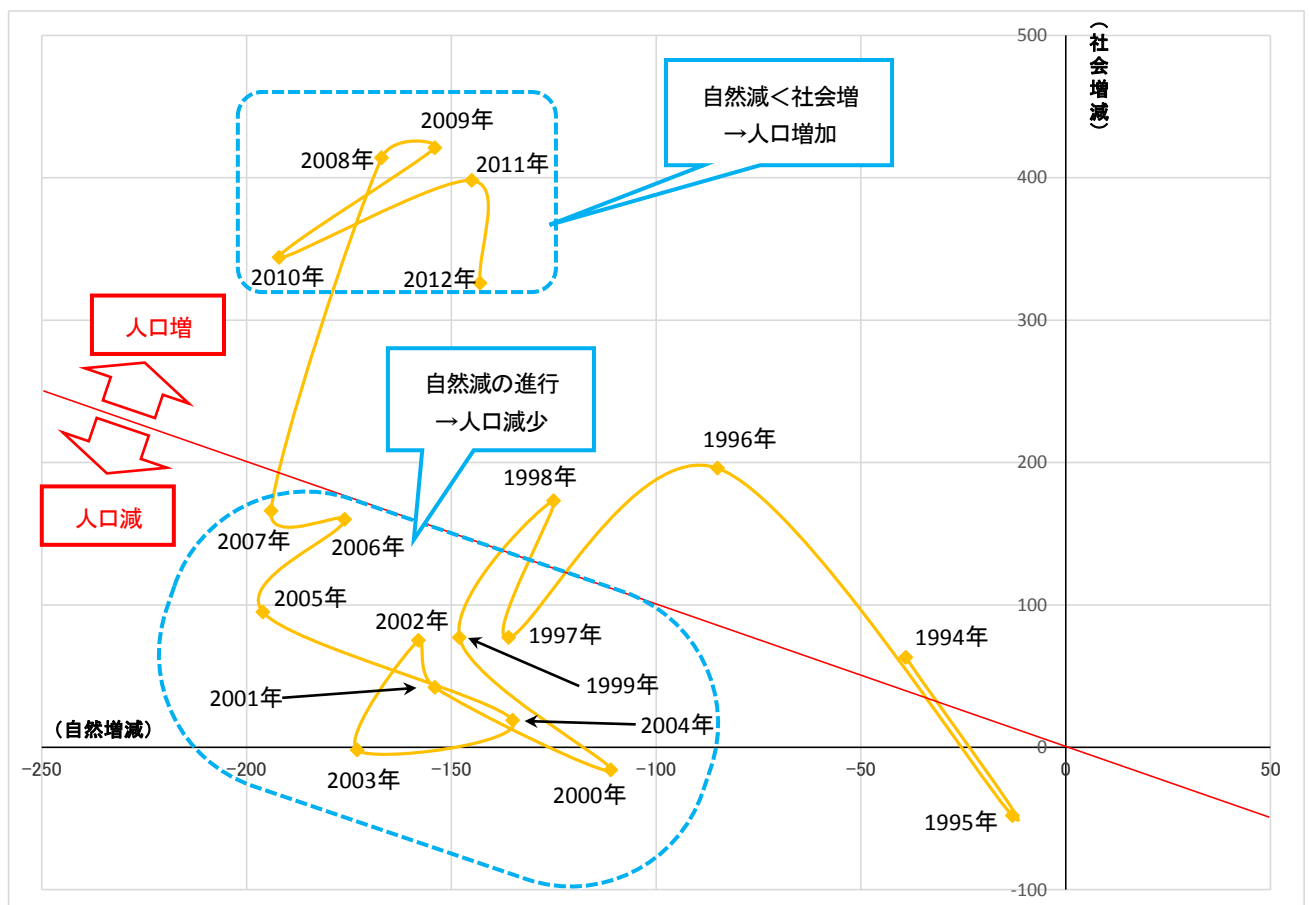 500
(社会増減)
自然減＜社会増
→人口増加
2009年
2008年
2011年
400
2010年
2012年
人口増
300
自然減の進行
→人口減少
1996年
1998年
200
人口減
2007年
2006年
2005年
2002年
1997年
100
1994年
1999年
2001年
2004年
（自然増減）
0
−250
−200
−150
−100
−50
0
50
2003年
2000年
1995年
-100